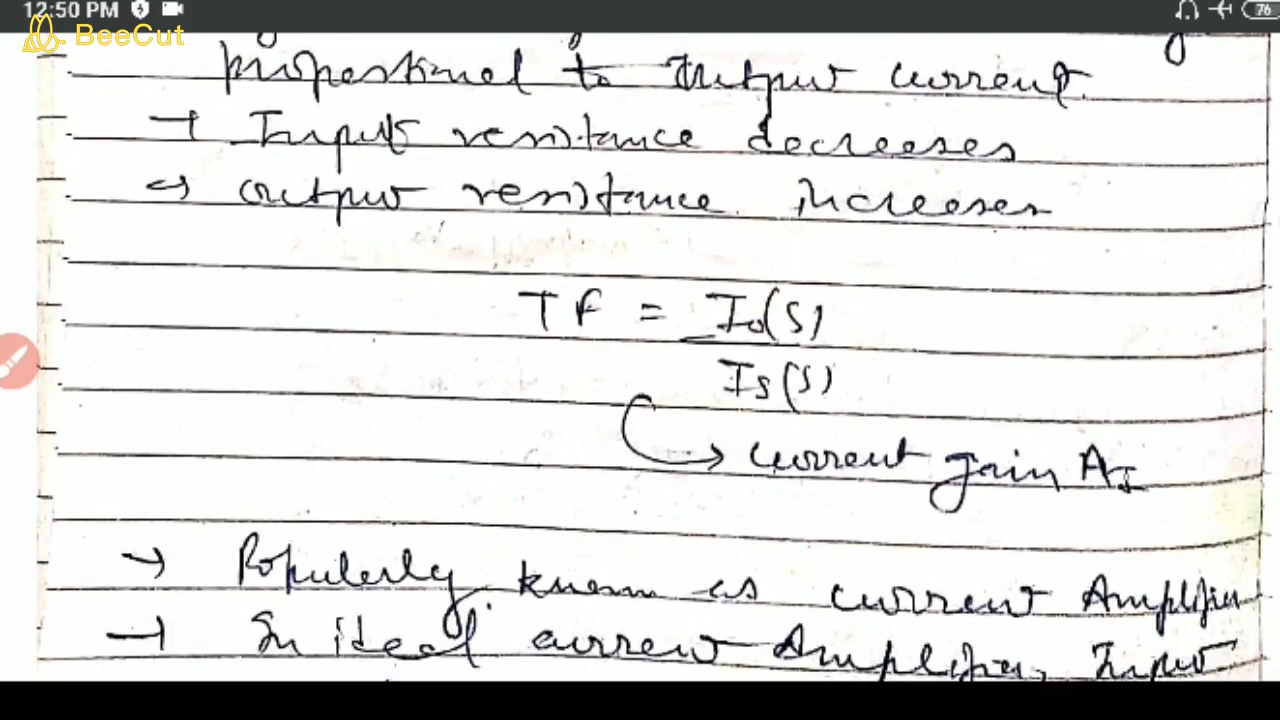 12:50 PM 76
BeeCut
proportional to Output current.
→ Input resistance decreases
→ output resistance increases
TF = Io(s)
Is(s)
→ current gain AI
→ Popularly known as current Amplifier
→ In ideal current Amplifier, Input